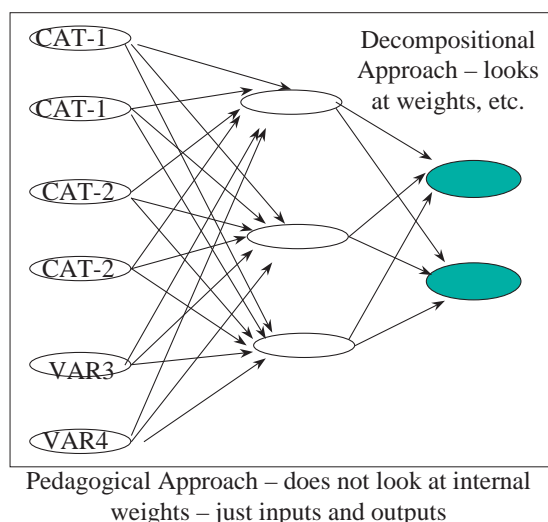 CAT-1
CAT-1
CAT-2
CAT-2
VAR3
VAR4
Decompositional
Approach – looks
at weights, etc.
Pedagogical Approach – does not look at internal
weights – just inputs and outputs